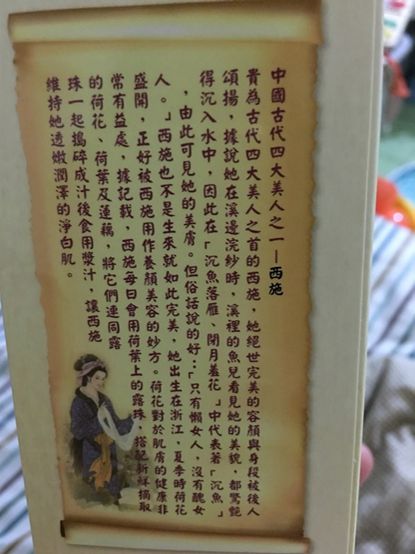 中國古代四大美人之一—西施
貴為古代四大美人之首的西施，她絕世完美的容顏與身段被後人
頌揚，據說她在溪邊浣紗時，溪裡的魚兒看見她的美貌，都驚艷
得沉入水中，因此在「沉魚落雁、閉月羞花」中代表著「沉魚」
，由此可見她的美膚。但俗話說的好：「只有懶女人，沒有醜女
人。」西施也不是生來就如此完美，她出生在浙江，夏季時荷花
盛開，正好被西施用作養顏美容的妙方。荷花對於肌膚的健康非
常有益處，據記載，西施每日會用荷葉上的露珠，搭配新鮮摘取
的荷花、荷葉及蓮藕，將它們連同露
珠一起搗碎成汁後食用漿汁，讓西施
維持她透嫩潤澤的淨白肌。